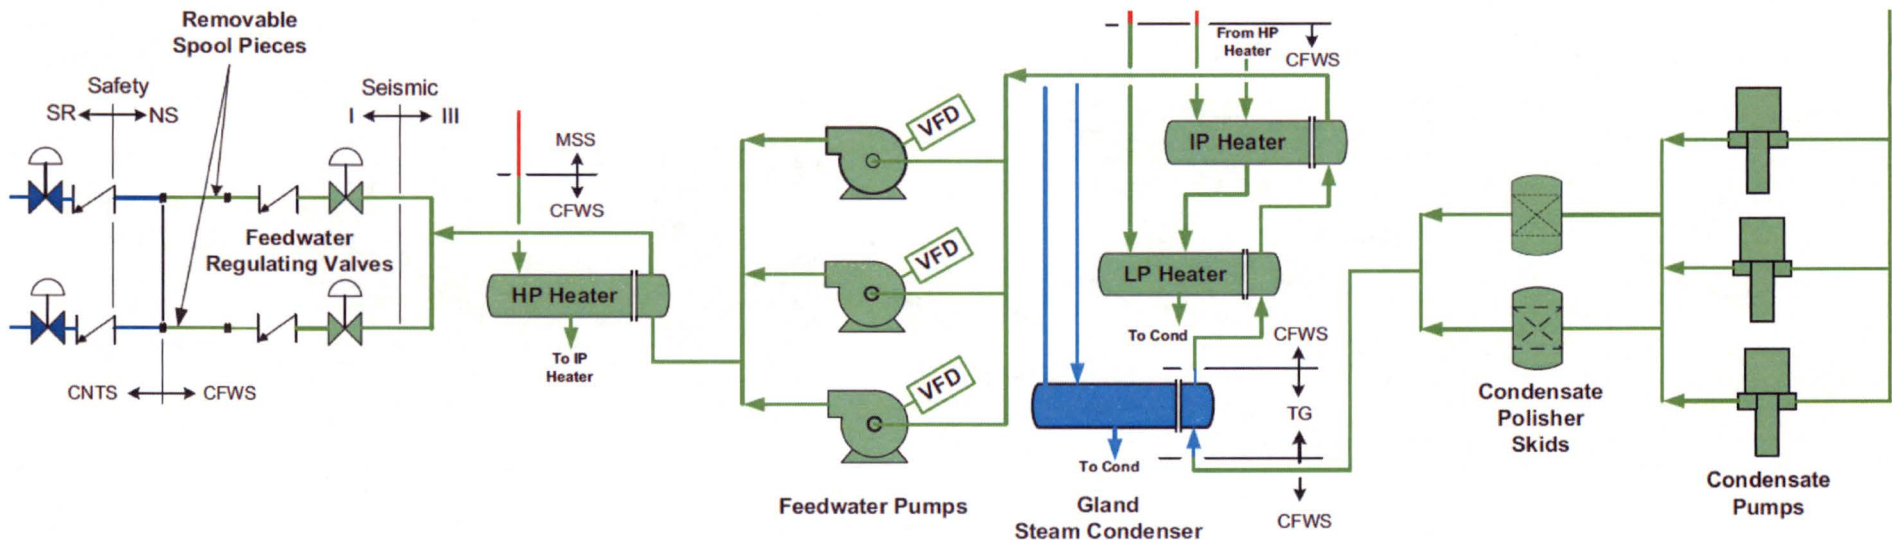 Removable
Spool Pieces
Safety
SR
NS
Seismic
I
III
Feedwater
Regulating Valves
CNTS
CFWS
MSS
CFWS
HP Heater
To IP
Heater
VFD
VFD
VFD
Feedwater Pumps
From HP
Heater
CFWS
IP Heater
LP Heater
To Cond
CFWS
TG
To Cond
CFWS
Gland
Steam Condenser
Condensate
Polisher
Skids
Condensate
Pumps